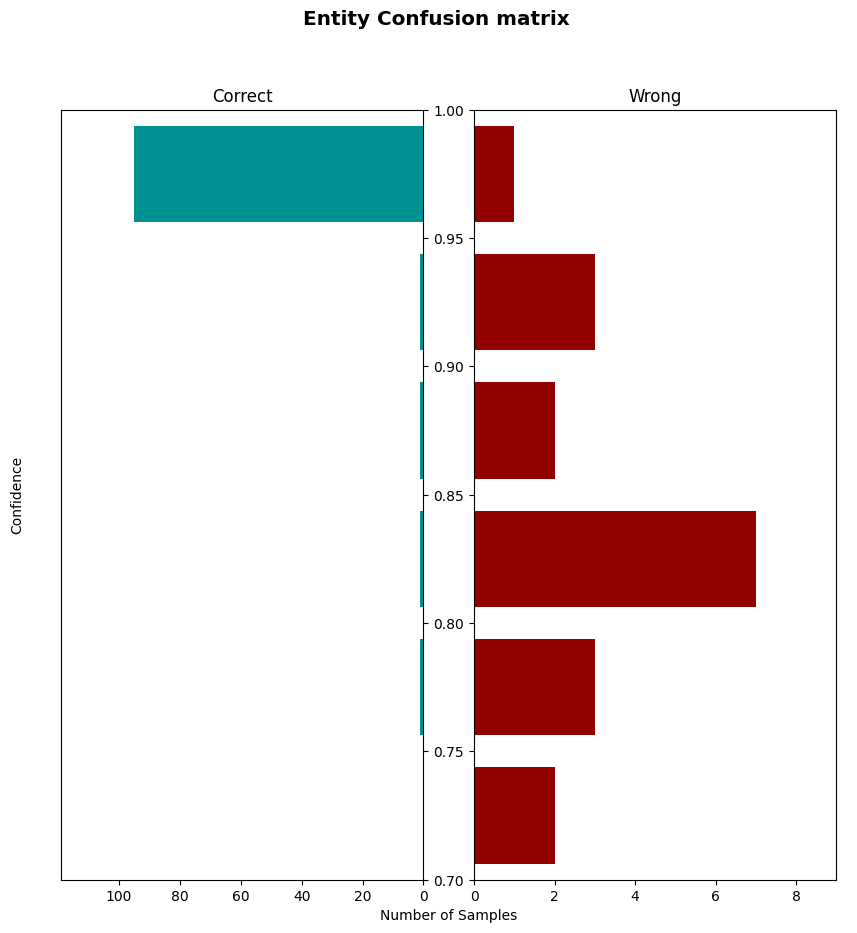 Entity Confusion matrix
Correct
Wrong
1.00
0.95
0.90
0.85
0.80
0.75
0.70
Confidence
100 80 60 40 20 0
0 2 4 6 8
Number of Samples